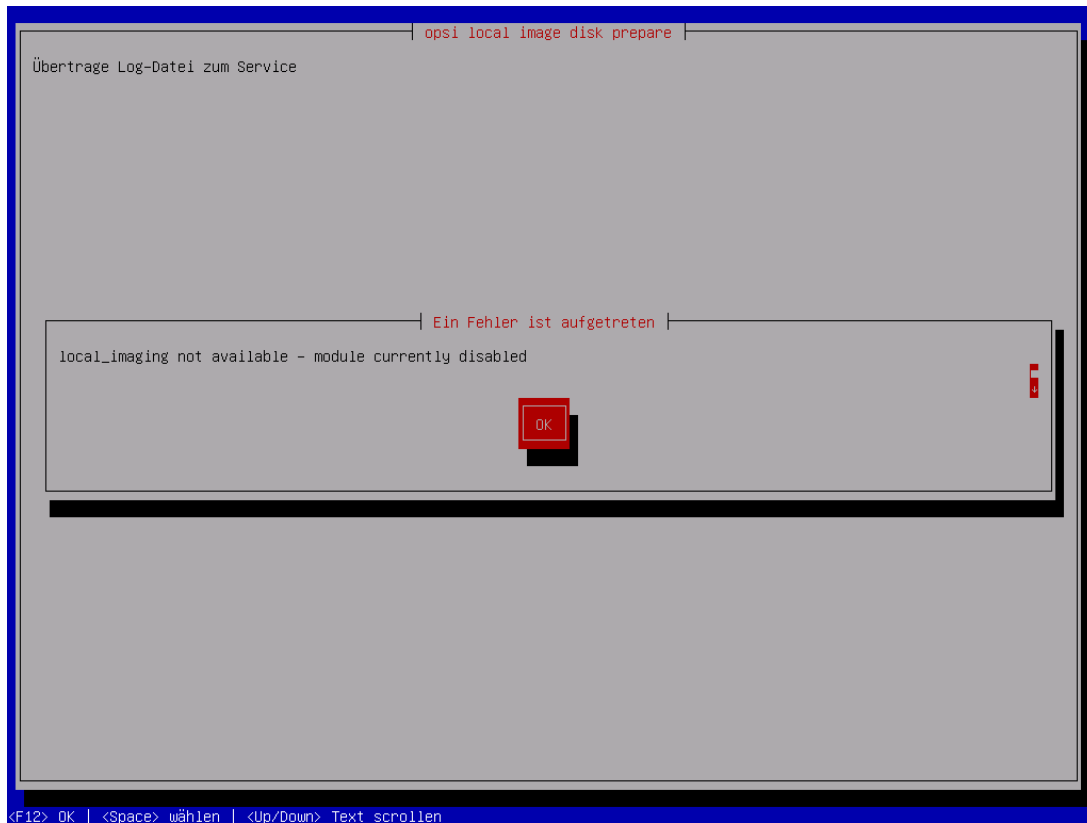 opsi local image disk prepare
Übertrage Log-Datei zum Service
Ein Fehler ist aufgetreten
local_imaging not available - module currently disabled
↓
OK
<F12> OK | <Space> wählen | <Up/Down> Text scrollen